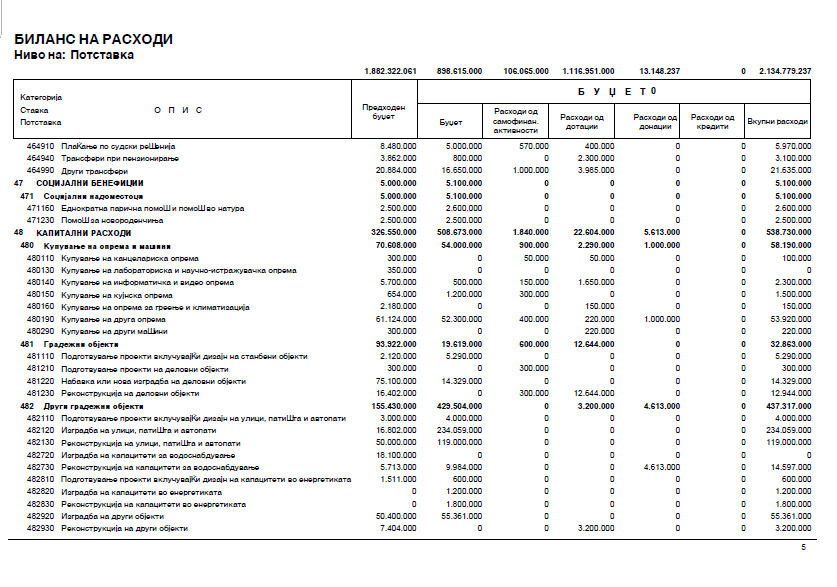 БИЛАНС НА РАСХОДИ
Ниво на: Потставка
1.882.322.061 898.615.000 106.065.000 1.116.951.000 13.148.237 0 2.134.779.237
Категорија
Ставка
Потставка
О П И С
Предходен
буџет
Б У Џ Е Т 0
Буџет
Расходи од
самофинан.
активности
Расходи од
дотации
Расходи од
донации
Расходи од
кредити
Вкупни расходи
464910 ПлаКање по судски реШенија 8.480.000 5.000.000 570.000 400.000 0 0 5.970.000
464940 Трансфери при пензионирање 3.862.000 800.000 0 2.300.000 0 0 3.100.000
464990 Други трансфери 20.884.000 16.650.000 1.000.000 3.985.000 0 0 21.635.000
47 СОЦИЈАЛНИ БЕНЕФИЦИИ 5.000.000 5.100.000 0 0 0 0 5.100.000
471 Социјални надоместоци 5.000.000 5.100.000 0 0 0 0 5.100.000
471160 Еднократна парична помоШ и помоШ во натура 2.500.000 2.600.000 0 0 0 0 2.600.000
471230 ПомоШ за новороденчиња 2.500.000 2.500.000 0 0 0 0 2.500.000
48 КАПИТАЛНИ РАСХОДИ 326.550.000 508.673.000 1.840.000 22.604.000 5.613.000 0 538.730.000
480 Купување на опрема и машини 70.608.000 54.000.000 900.000 2.290.000 1.000.000 0 58.190.000
480110 Купување на канцелариска опрема 300.000 0 50.000 50.000 0 0 100.000
480130 Купување на лабораториска и научно-истражувачка опрема 350.000 0 0 0 0 0 0
480140 Купување на информатичка и видео опрема 5.700.000 500.000 150.000 1.650.000 0 0 2.300.000
480150 Купување на кујнска опрема 654.000 1.200.000 300.000 0 0 0 1.500.000
480160 Купување на опрема за греење и климатизација 2.180.000 0 0 150.000 0 0 150.000
480190 Купување на друга опрема 61.124.000 52.300.000 400.000 220.000 1.000.000 0 53.920.000
480290 Купување на други маШини 300.000 0 0 220.000 0 0 220.000
481 Градежни објекти 93.922.000 19.619.000 600.000 12.644.000 0 0 32.863.000
481110 Подготвување проекти вклучувајКи дизајн на станбени објекти 2.120.000 5.290.000 0 0 0 0 5.290.000
481210 Подготвување проекти на деловни објекти 300.000 0 300.000 0 0 0 300.000
481220 Набавка или нова изградба на деловни објекти 75.100.000 14.329.000 0 0 0 0 14.329.000
481230 Реконструкција на деловни објекти 16.402.000 0 300.000 12.644.000 0 0 12.944.000
482 Други градежни објекти 155.430.000 429.504.000 0 3.200.000 4.613.000 0 437.317.000
482110 Подготвување проекти вклучувајКи дизајн на улици, патиШта и автопати 3.000.000 4.000.000 0 0 0 0 4.000.000
482120 Изградба на улици, патиШта и автопати 16.802.000 234.059.000 0 0 0 0 234.059.000
482130 Реконструкција на улици, патиШта и автопати 50.000.000 119.000.000 0 0 0 0 119.000.000
482720 Изградба на капацитети за водоснабдување 18.100.000 0 0 0 0 0 0
482730 Реконструкција на капацитети за водоснабдување 5.713.000 9.984.000 0 0 4.613.000 0 14.597.000
482810 Подготвување проекти вклучувајКи дизајн на капацитети во енергетиката 1.511.000 600.000 0 0 0 0 600.000
482820 Изградба на капацитети во енергетиката 0 1.200.000 0 0 0 0 1.200.000
482830 Реконструкција на капацитети во енергетиката 0 1.800.000 0 0 0 0 1.800.000
482920 Изградба на други објекти 50.400.000 55.361.000 0 0 0 0 55.361.000
482930 Реконструкција на други објекти 7.404.000 0 0 3.200.000 0 0 3.200.000
5